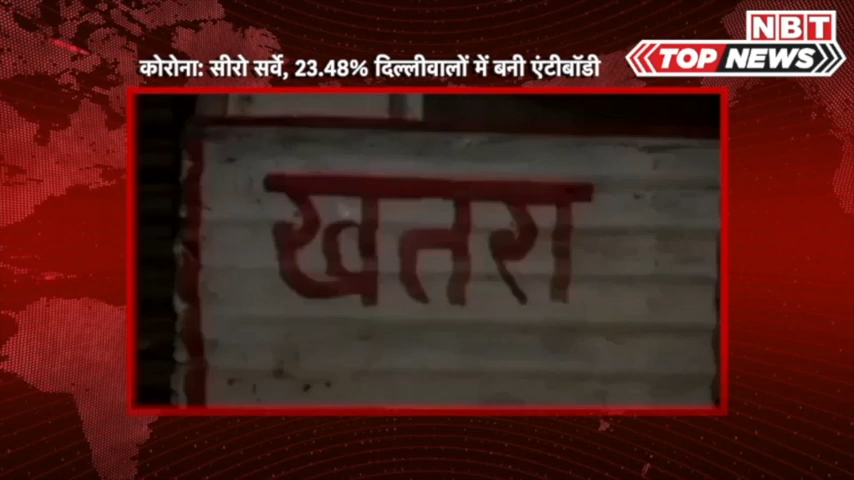 NBT
TOP NEWS
कोरोना: सीरो सर्वे, 23.48% दिल्लीवालों में बनी एंटीबॉडी
खतरा